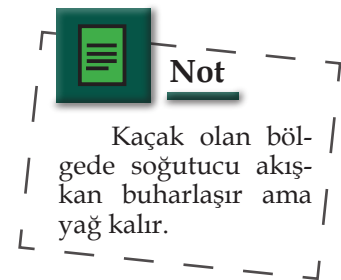 Not
Kaçak olan böl-
gede soğutucu akış-
kan buharlaşır ama
yağ kalır.